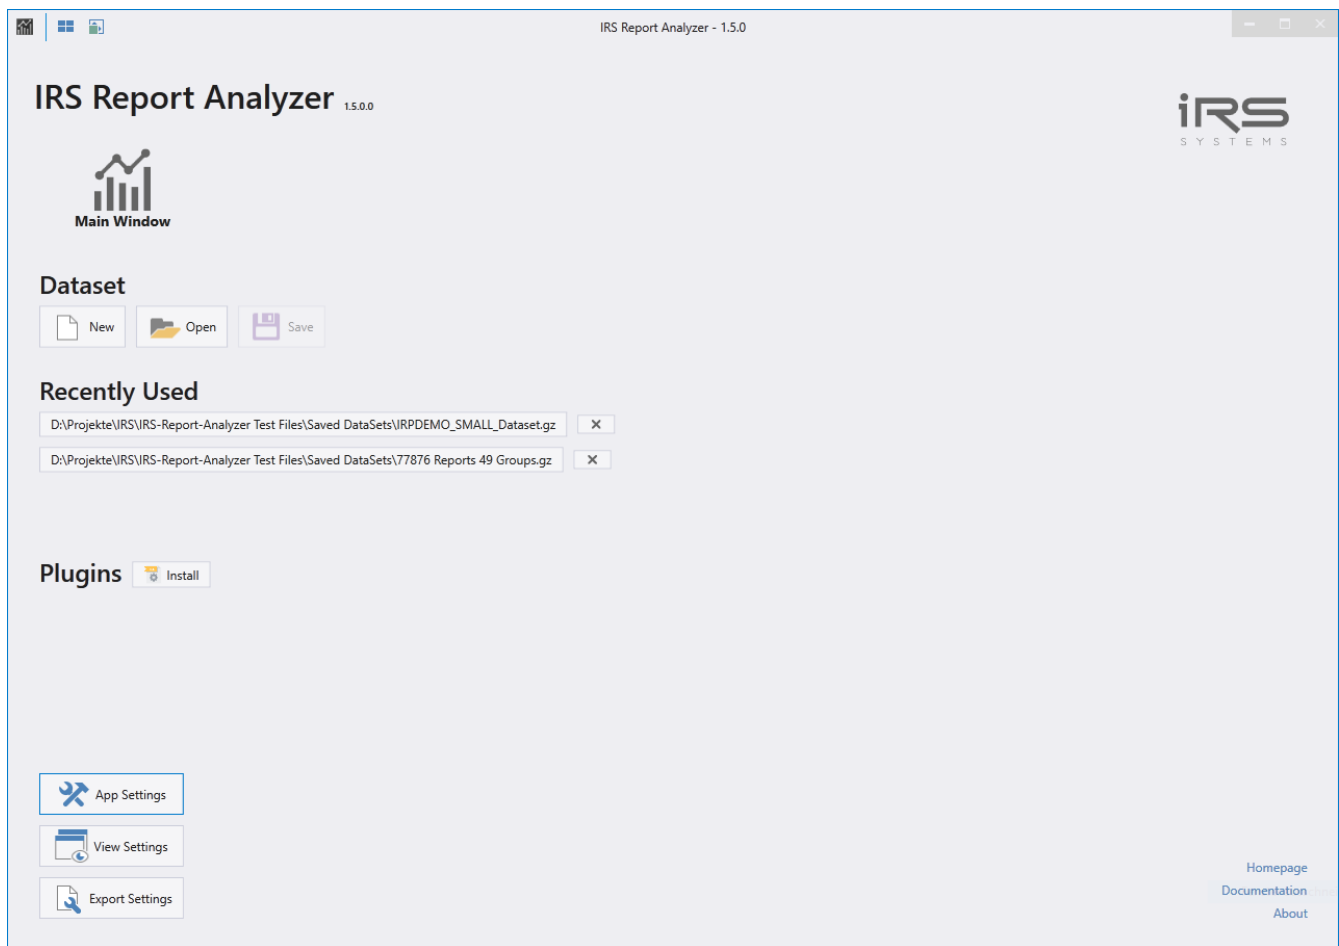 IRS Report Analyzer - 1.5.0
IRS Report Analyzer 1.5.0.0
iRS
SYSTEMS
Main Window
Dataset
New Open Save
Recently Used
D:\Projekte\IRS\IRS-Report-Analyzer Test Files\Saved DataSets\IRPDEMO_SMALL_Dataset.gz
D:\Projekte\IRS\IRS-Report-Analyzer Test Files\Saved DataSets\77876 Reports 49 Groups.gz
Plugins Install
App Settings
View Settings
Export Settings
Homepage
Documentation
About